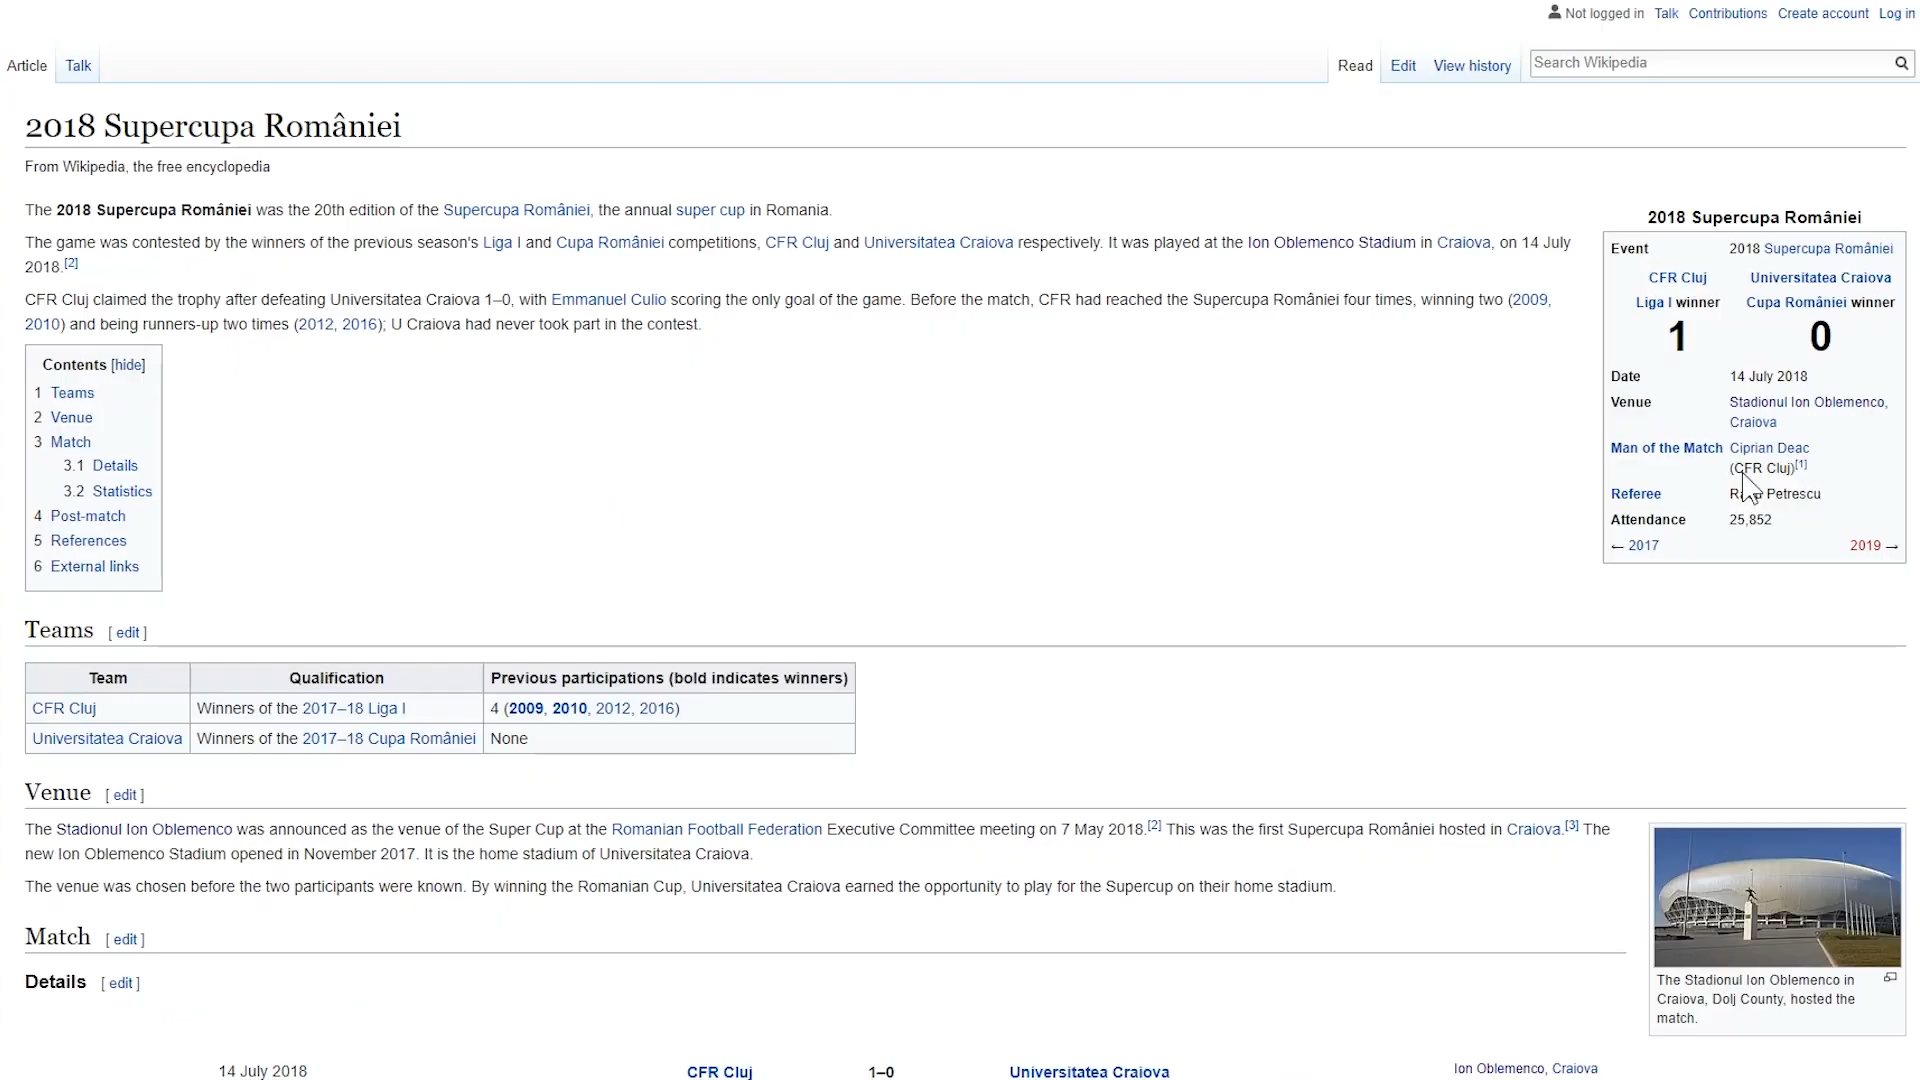 Not logged in Talk Contributions Create account Log in
Article Talk Read Edit View history Search Wikipedia
2018 Supercupa României
From Wikipedia, the free encyclopedia
The 2018 Supercupa României was the 20th edition of the Supercupa României, the annual super cup in Romania.
The game was contested by the winners of the previous season's Liga I and Cupa României competitions, CFR Cluj and Universitatea Craiova respectively. It was played at the Ion Oblemenco Stadium in Craiova, on 14 July
2018.[2]
CFR Cluj claimed the trophy after defeating Universitatea Craiova 1–0, with Emmanuel Culio scoring the only goal of the game. Before the match, CFR had reached the Supercupa României four times, winning two (2009,
2010) and being runners-up two times (2012, 2016); U Craiova had never took part in the contest.
2018 Supercupa României
Event 2018 Supercupa României
CFR Cluj Universitatea Craiova
Liga I winner Cupa României winner
1 0
Date 14 July 2018
Venue Stadionul Ion Oblemenco,
Craiova
Man of the Match Ciprian Deac
(CFR Cluj)[1]
Referee Petrescu
Attendance 25,852
← 2017 2019 →
Contents [hide]
1 Teams
2 Venue
3 Match
3.1 Details
3.2 Statistics
4 Post-match
5 References
6 External links
Teams [ edit ]
Team Qualification Previous participations (bold indicates winners)
CFR Cluj Winners of the 2017–18 Liga I 4 (2009, 2010, 2012, 2016)
Universitatea Craiova Winners of the 2017–18 Cupa României None
Venue [ edit ]
The Stadionul Ion Oblemenco was announced as the venue of the Super Cup at the Romanian Football Federation Executive Committee meeting on 7 May 2018.[2] This was the first Supercupa României hosted in Craiova.[3] The
new Ion Oblemenco Stadium opened in November 2017. It is the home stadium of Universitatea Craiova.
The venue was chosen before the two participants were known. By winning the Romanian Cup, Universitatea Craiova earned the opportunity to play for the Supercup on their home stadium.
The Stadionul Ion Oblemenco in
Craiova, Dolj County, hosted the
match.
Match [ edit ]
Details [ edit ]
14 July 2018 CFR Cluj 1–0 Universitatea Craiova Ion Oblemenco, Craiova